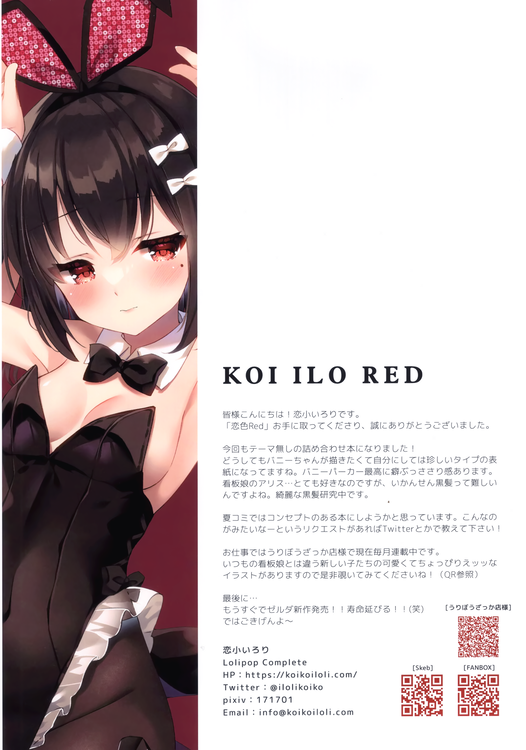 KOI ILO RED
皆様こんにちは！恋小いろりです。
「恋色Red」お手に取ってくださり、誠にありがとうございました。
今回もテーマ無しの詰め合わせ本になりました！
どうしてもバニーちゃんが描きたくて自分にしては珍しいタイプの表
紙になってますね。バニーパーカー最高に癖ぶっささり感あります。
看板娘のアリス…とても好きなのですが、いかんせん黒髪って難しい
んですよね。綺麗な黒髪研究中です。
夏コミではコンセプトのある本にしようかと思っています。こんなの
がみたいなーというリクエストがあればTwitterとかで教えて下さい！
お仕事ではうりぼうざっか店様で現在毎月連載中です。
いつもの看板娘とは違う新しい子たちの可愛くてちょっぴりえッッな
イラストがありますので是非覗いてみてくださいね！（QR参照）
最後に…
もうすぐでゼルダ新作発売！！寿命延びる！！(笑)
ではごきげんよ～
[うりぼうざっか店様]
恋小いろり
Lolipop Complete
HP：https://koikoiloli.com/
Twitter：@ilolikoiko
pixiv：171701
Email：info@koikoiloli.com
[Skeb]
[FANBOX]